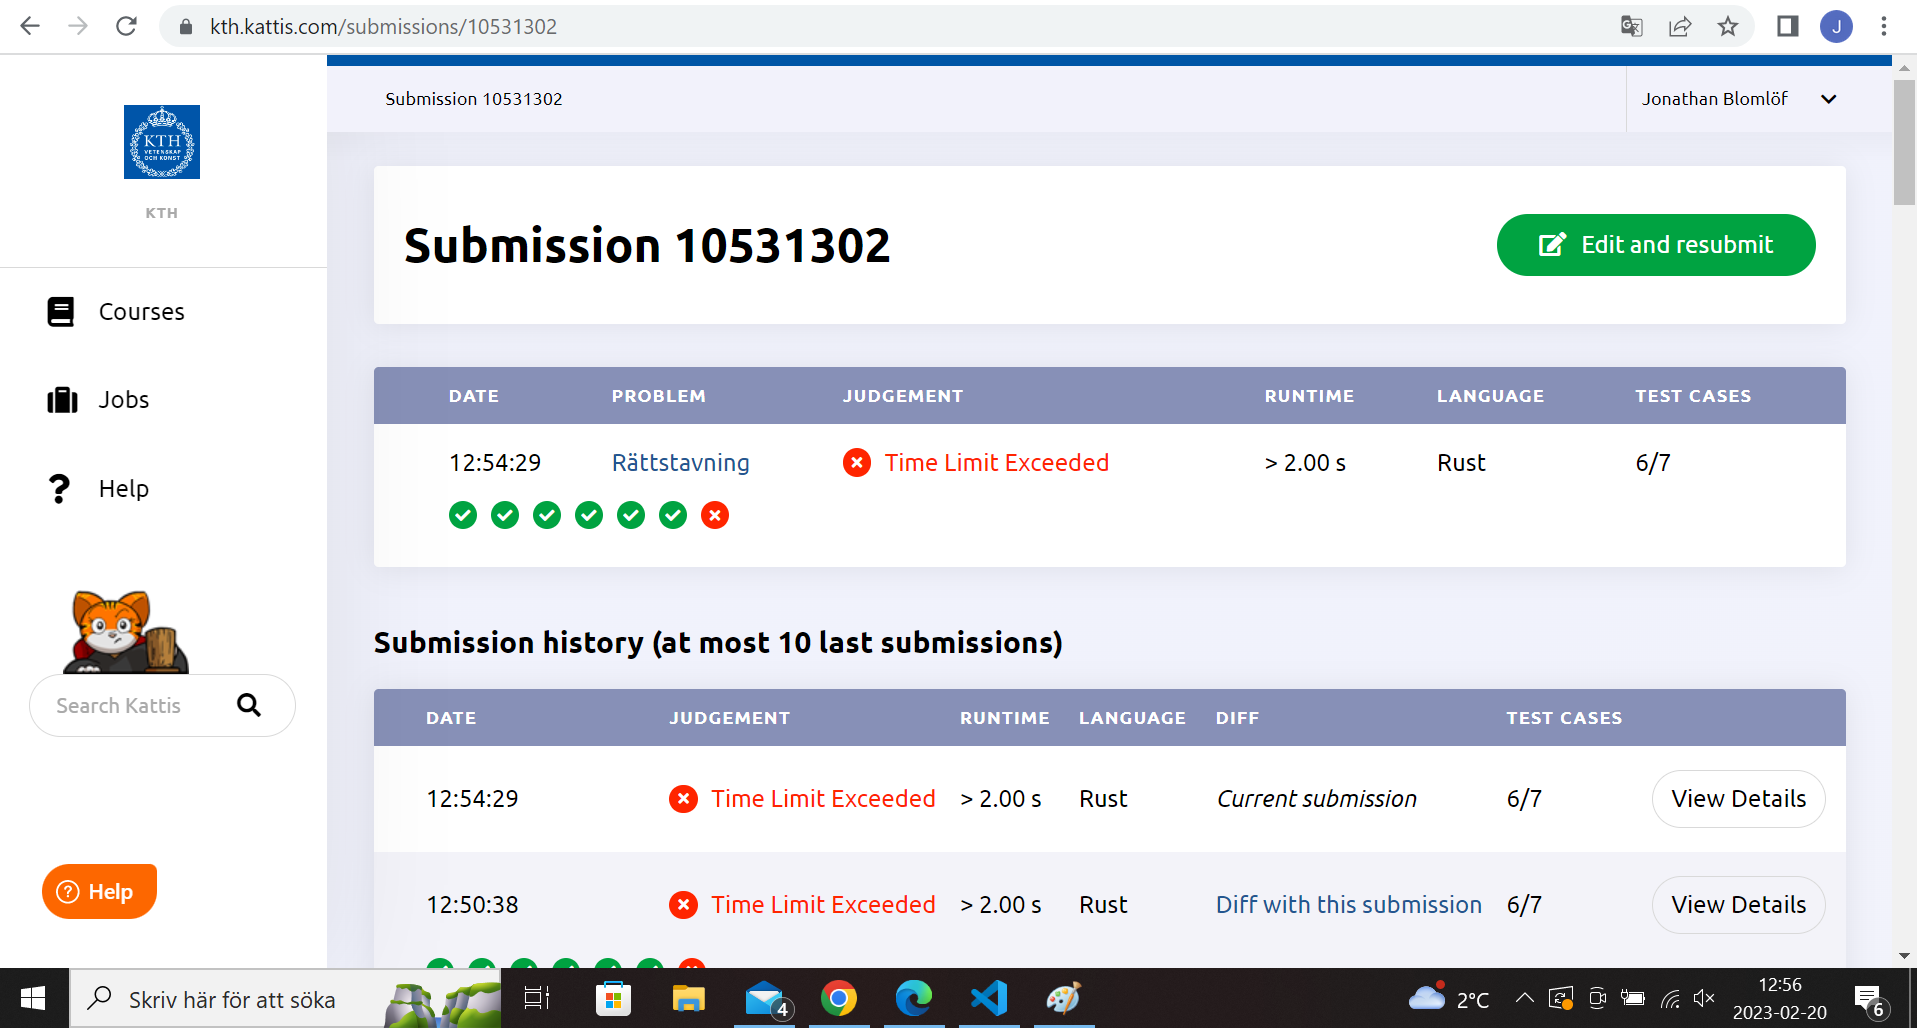 kth.kattis.com/submissions/10531302
J
Submission 10531302
Jonathan Blomlöf
KTH
VETENSKAP
OCH KONST
KTH
Submission 10531302
Edit and resubmit
Courses
Jobs
Help
DATE PROBLEM JUDGEMENT RUNTIME LANGUAGE TEST CASES
12:54:29 Rättstavning Time Limit Exceeded > 2.00 s Rust 6/7
Submission history (at most 10 last submissions)
Search Kattis
DATE JUDGEMENT RUNTIME LANGUAGE DIFF TEST CASES
12:54:29 Time Limit Exceeded > 2.00 s Rust Current submission 6/7 View Details
12:50:38 Time Limit Exceeded > 2.00 s Rust Diff with this submission 6/7 View Details
Help
Skriv här för att söka
4
2°C
12:56
2023-02-20
6